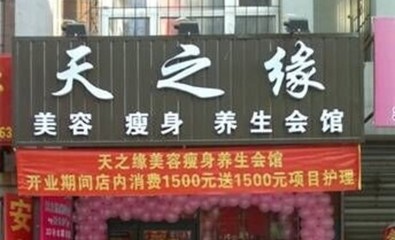 天之缘
美容 瘦身 养生会馆
天之缘美容瘦身养生会馆
开业期间店内消费1500元送1500元项目护理
63
安